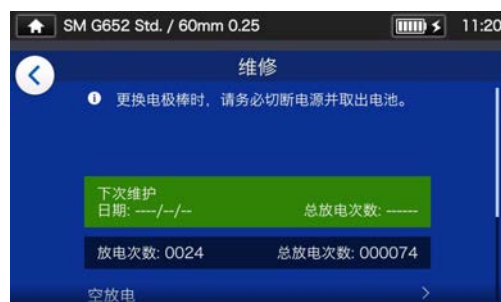 SM G652 Std. / 60mm 0.25 11:20
维修
更换电极棒时，请务必切断电源并取出电池。
下次维护
日期: ----/--/-- 总放电次数: ------
放电次数: 0024 总放电次数: 000074
空放电